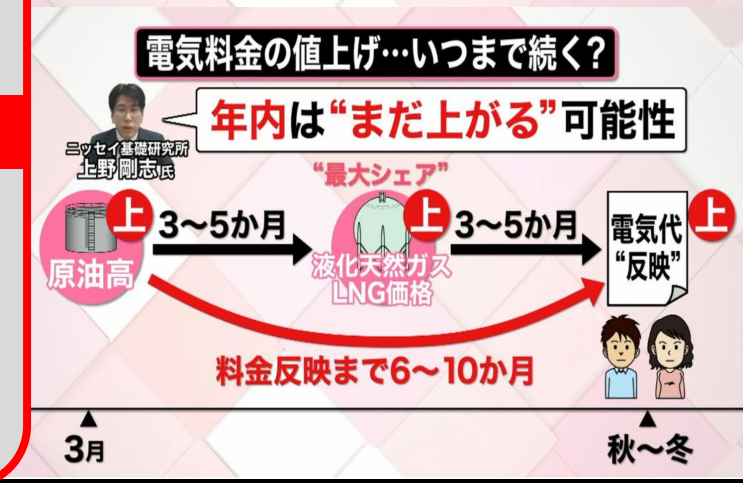 電気料金の値上げ…いつまで続く?
年内は“まだ上がる”可能性
ニッセイ基礎研究所
上野剛志氏
“最大シェア”
上
3～5か月
上
3～5か月
上
原油高
液化天然ガス
LNG価格
電気代
“反映”
料金反映まで6～10か月
3月
秋～冬